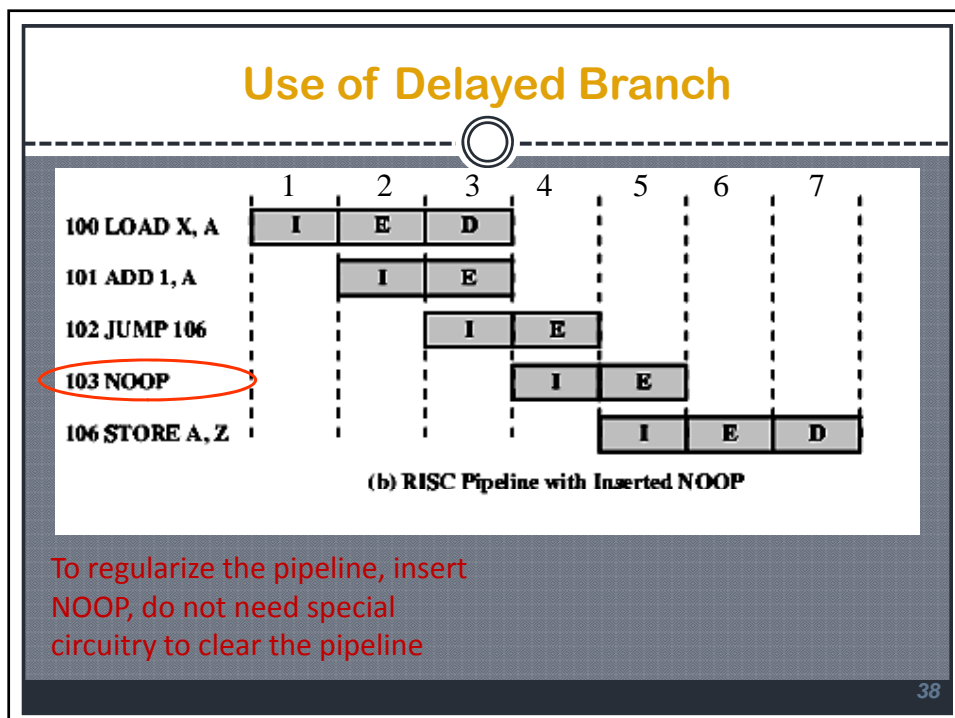 Use of Delayed Branch
1 2 3 4 5 6 7
100 LOAD X, A I E D
101 ADD 1, A I E
102 JUMP 106 I E
103 NOOP I E
106 STORE A, Z I E D
(b) RISC Pipeline with Inserted NOOP
To regularize the pipeline, insert
NOOP, do not need special
circuitry to clear the pipeline
38